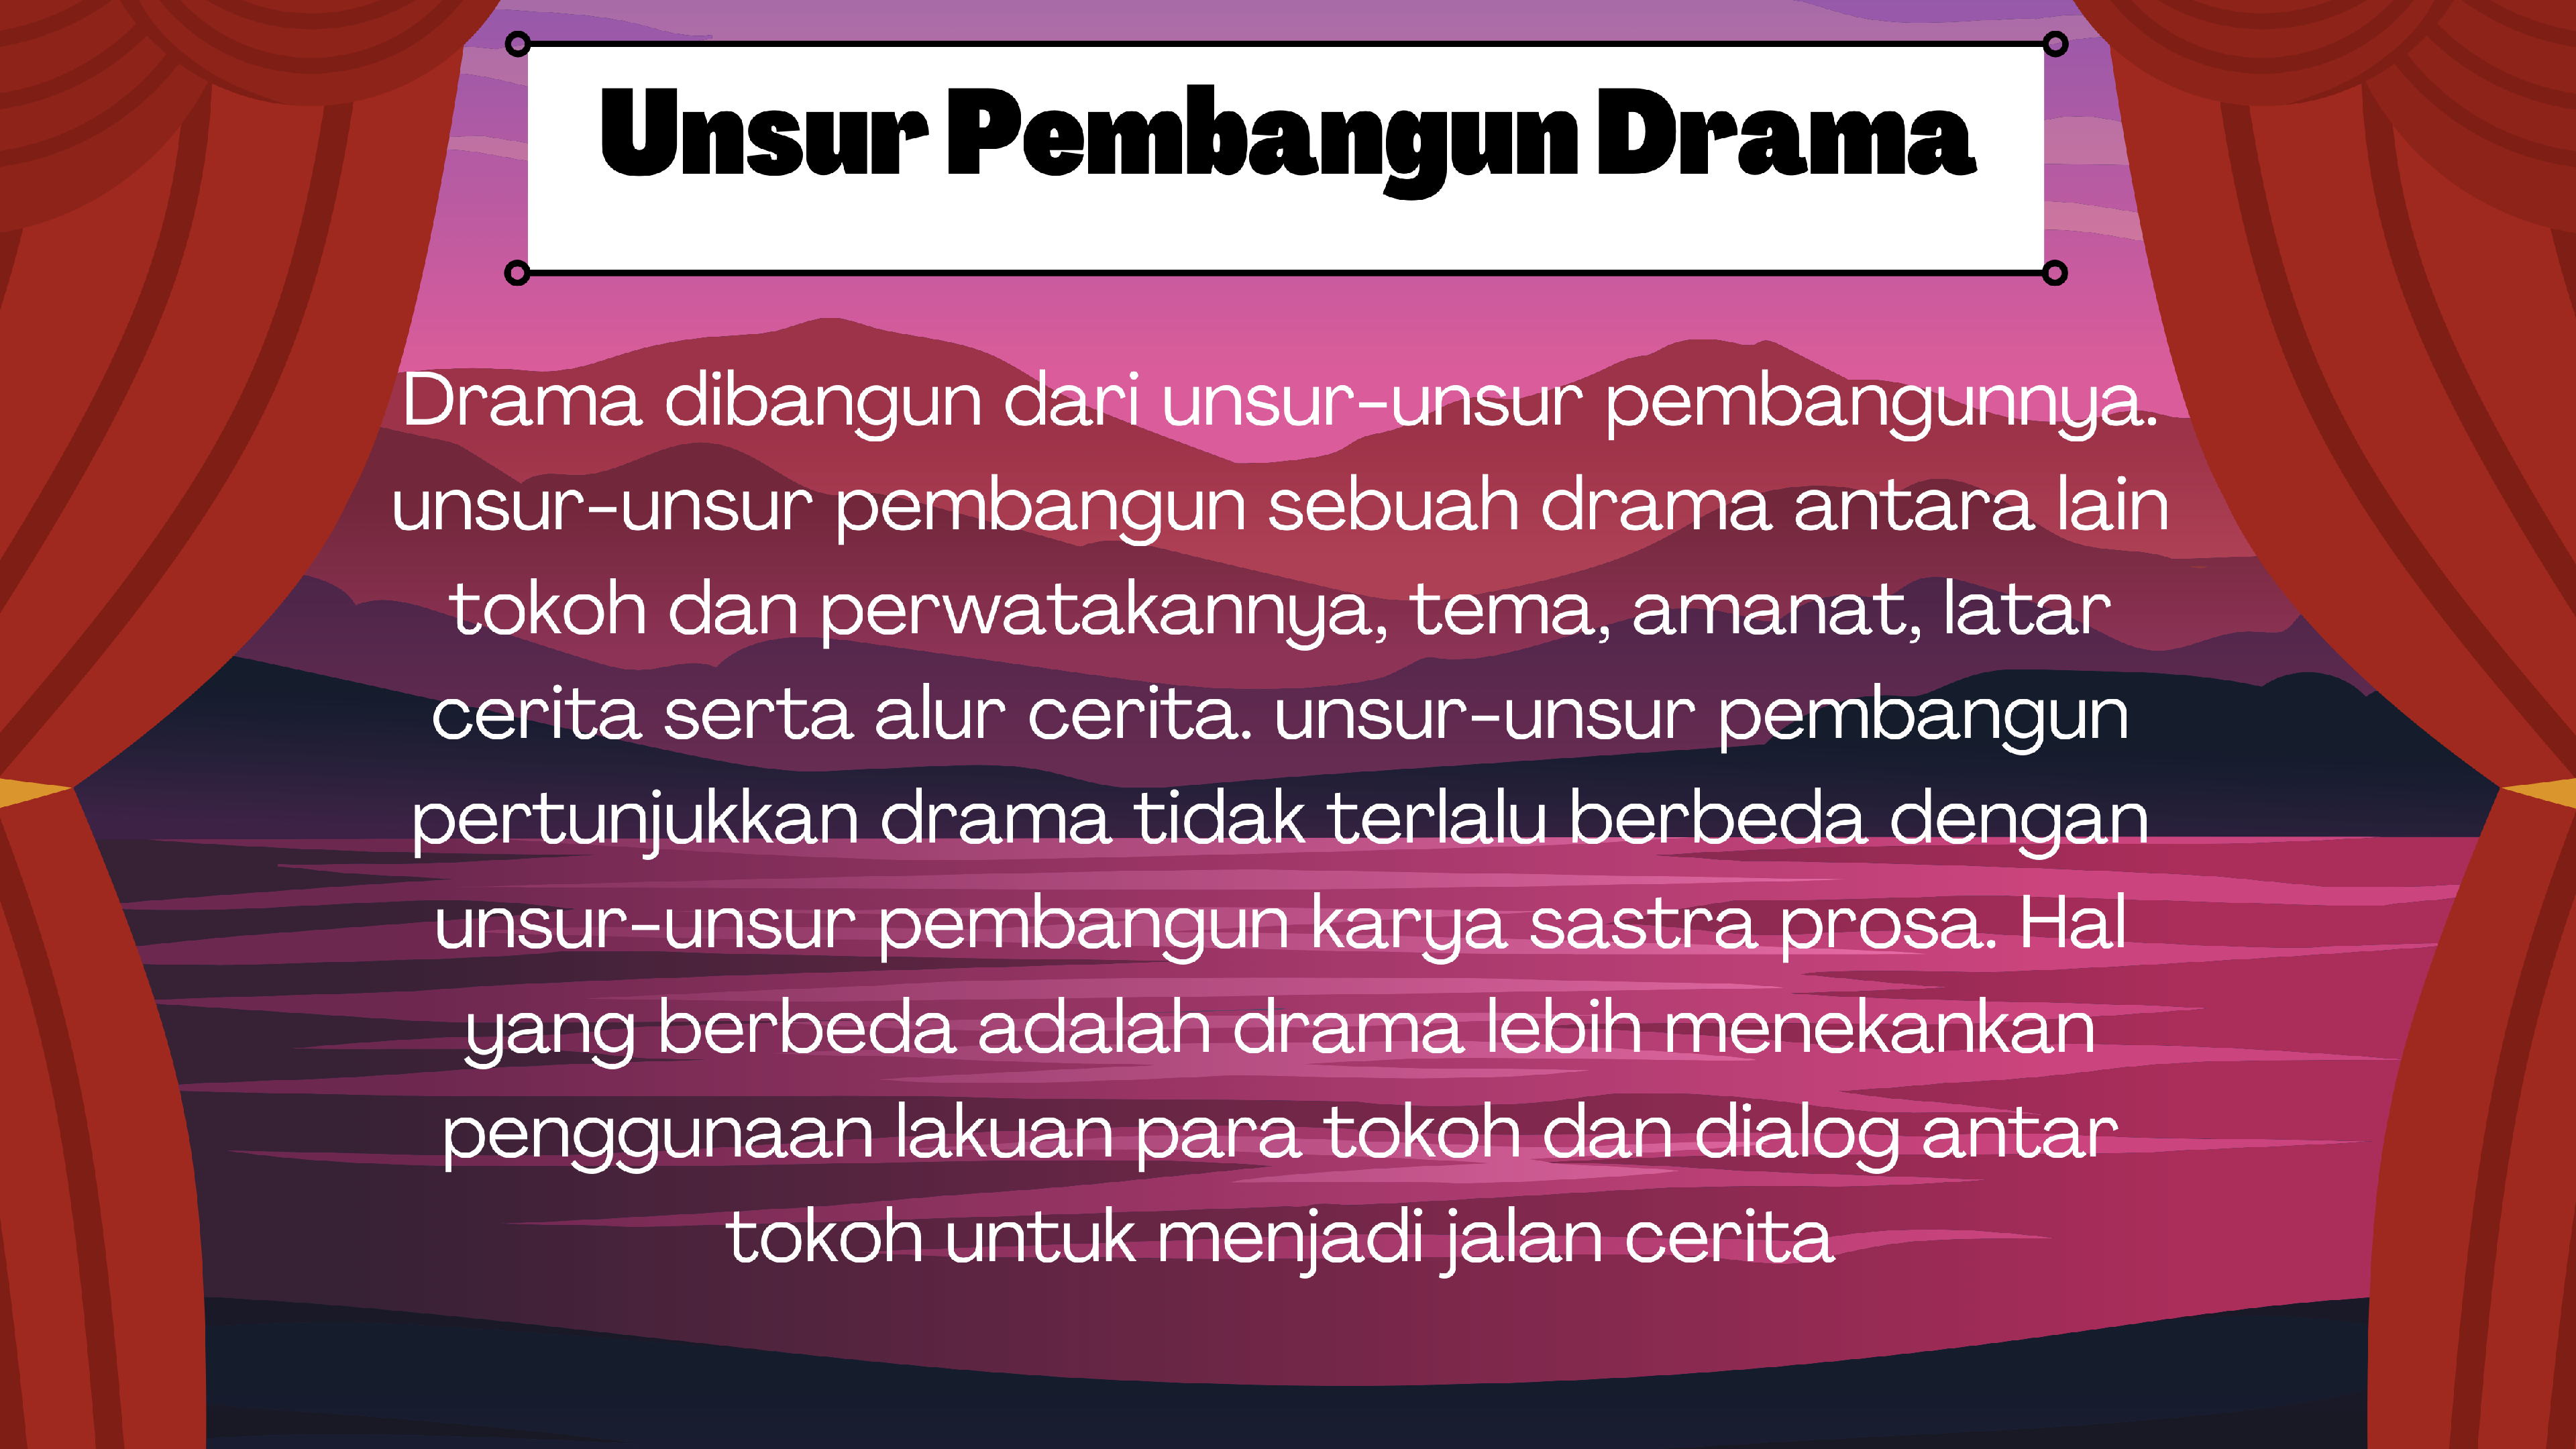 Unsur Pembangun Drama
Drama dibangun dari unsur-unsur pembangunnya.
unsur-unsur pembangun sebuah drama antara lain
tokoh dan perwatakannya, tema, amanat, latar
cerita serta alur cerita. unsur-unsur pembangun
pertunjukkan drama tidak terlalu berbeda dengan
unsur-unsur pembangun karya sastra prosa. Hal
yang berbeda adalah drama lebih menekankan
penggunaan lakuan para tokoh dan dialog antar
tokoh untuk menjadi jalan cerita